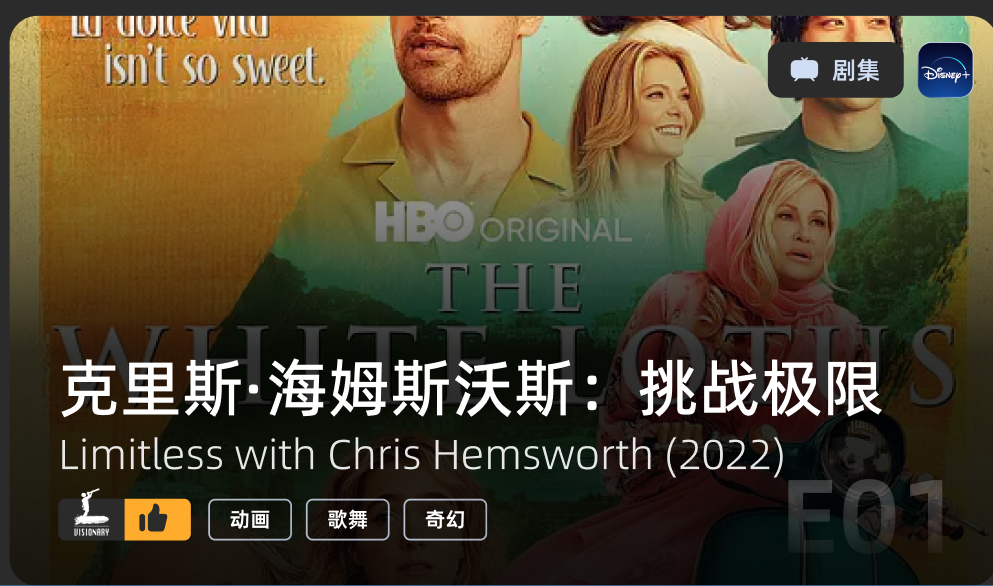 La dolce vita
isn't so sweet.
剧集
Disney+
HBO ORIGINAL
THE
WHITE LOTUS
克里斯·海姆斯沃斯：挑战极限
Limitless with Chris Hemsworth (2022)
VISIONARY
动画
歌舞
奇幻
E01